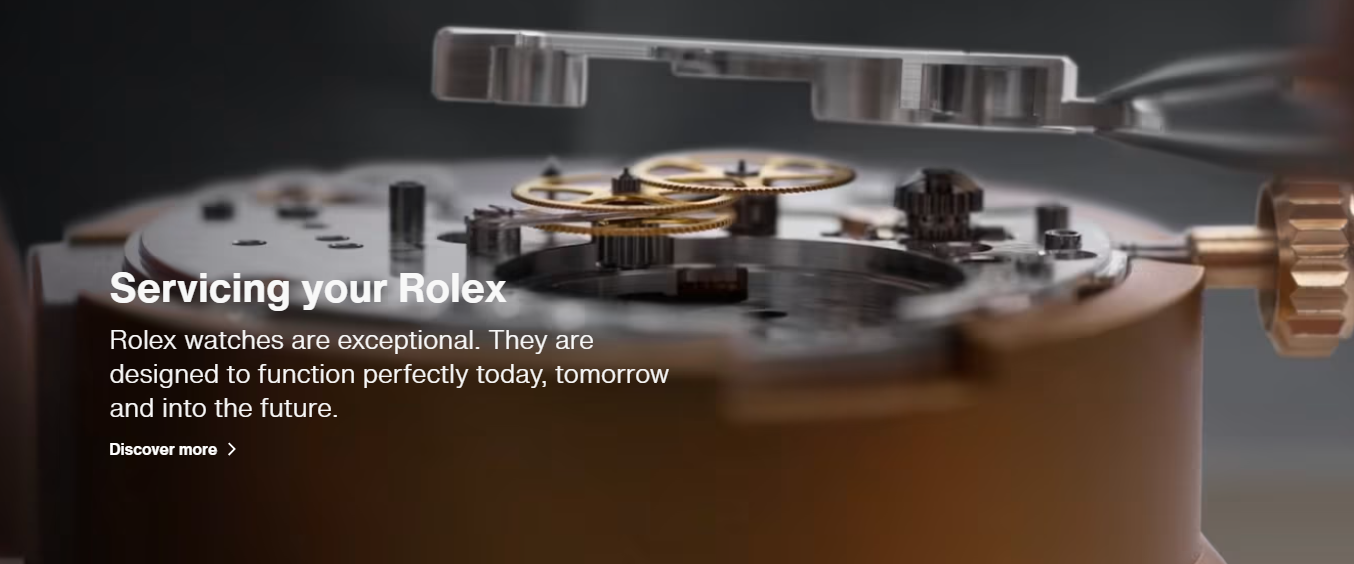 Servicing your Rolex
Rolex watches are exceptional. They are
designed to function perfectly today, tomorrow
and into the future.
Discover more